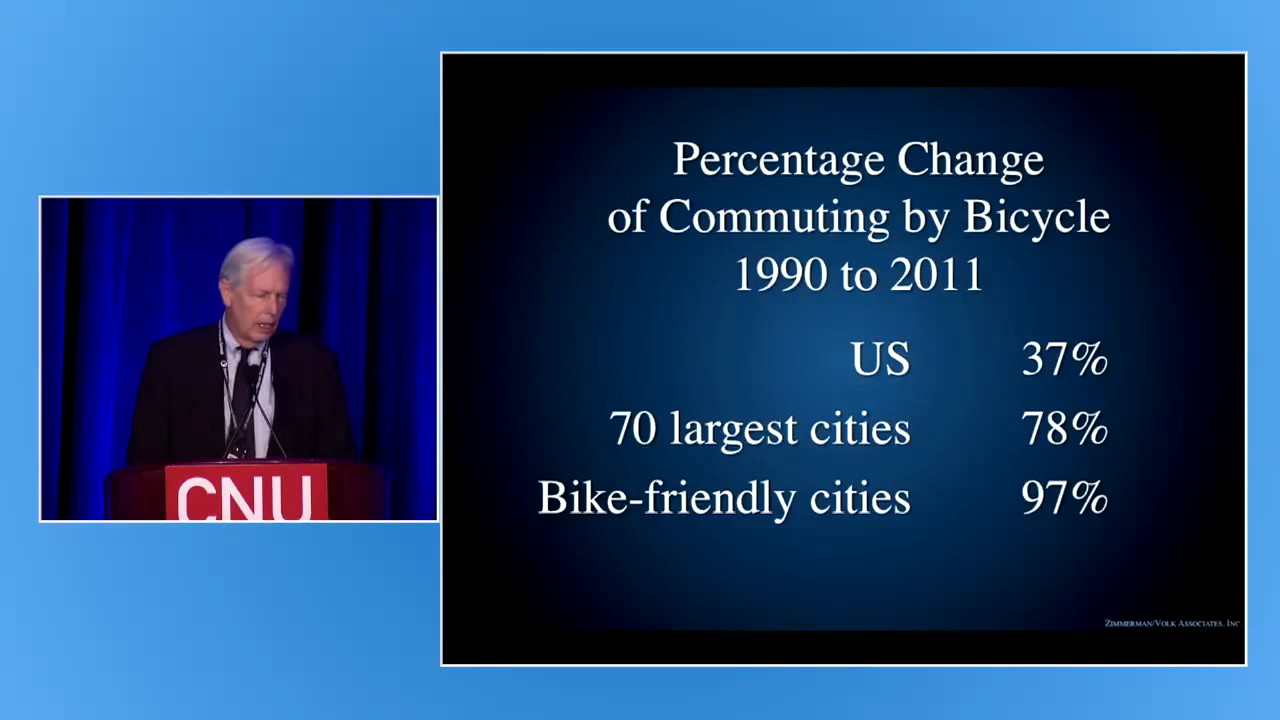 Percentage Change
of Commuting by Bicycle
1990 to 2011
US 37%
70 largest cities 78%
Bike-friendly cities 97%
CNU
ZIMMERMAN/VOLK ASSOCIATES, INC